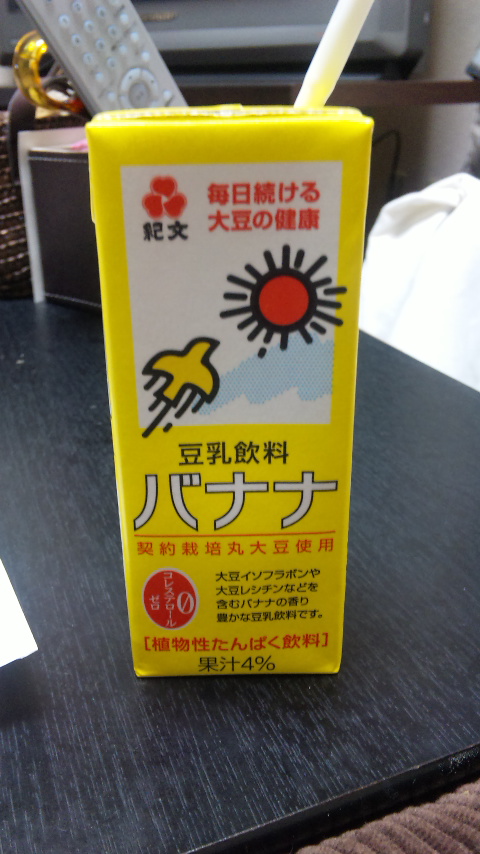 毎日続ける
大豆の健康
紀文
豆乳飲料
バナナ
契約栽培丸大豆使用
コレステロール
0
ゼロ
大豆イソフラボンや
大豆レシチンなどを
含むバナナの香り
豊かな豆乳飲料です。
[植物性たんぱく飲料]
果汁4%